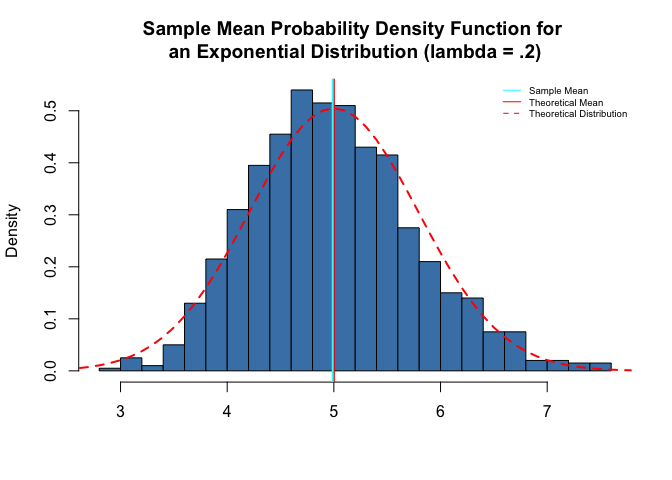 Sample Mean Probability Density Function for
an Exponential Distribution (lambda = .2)
Sample Mean
Theoretical Mean
Theoretical Distribution
Density
0.5
0.4
0.3
0.2
0.1
0.0
3 4 5 6 7